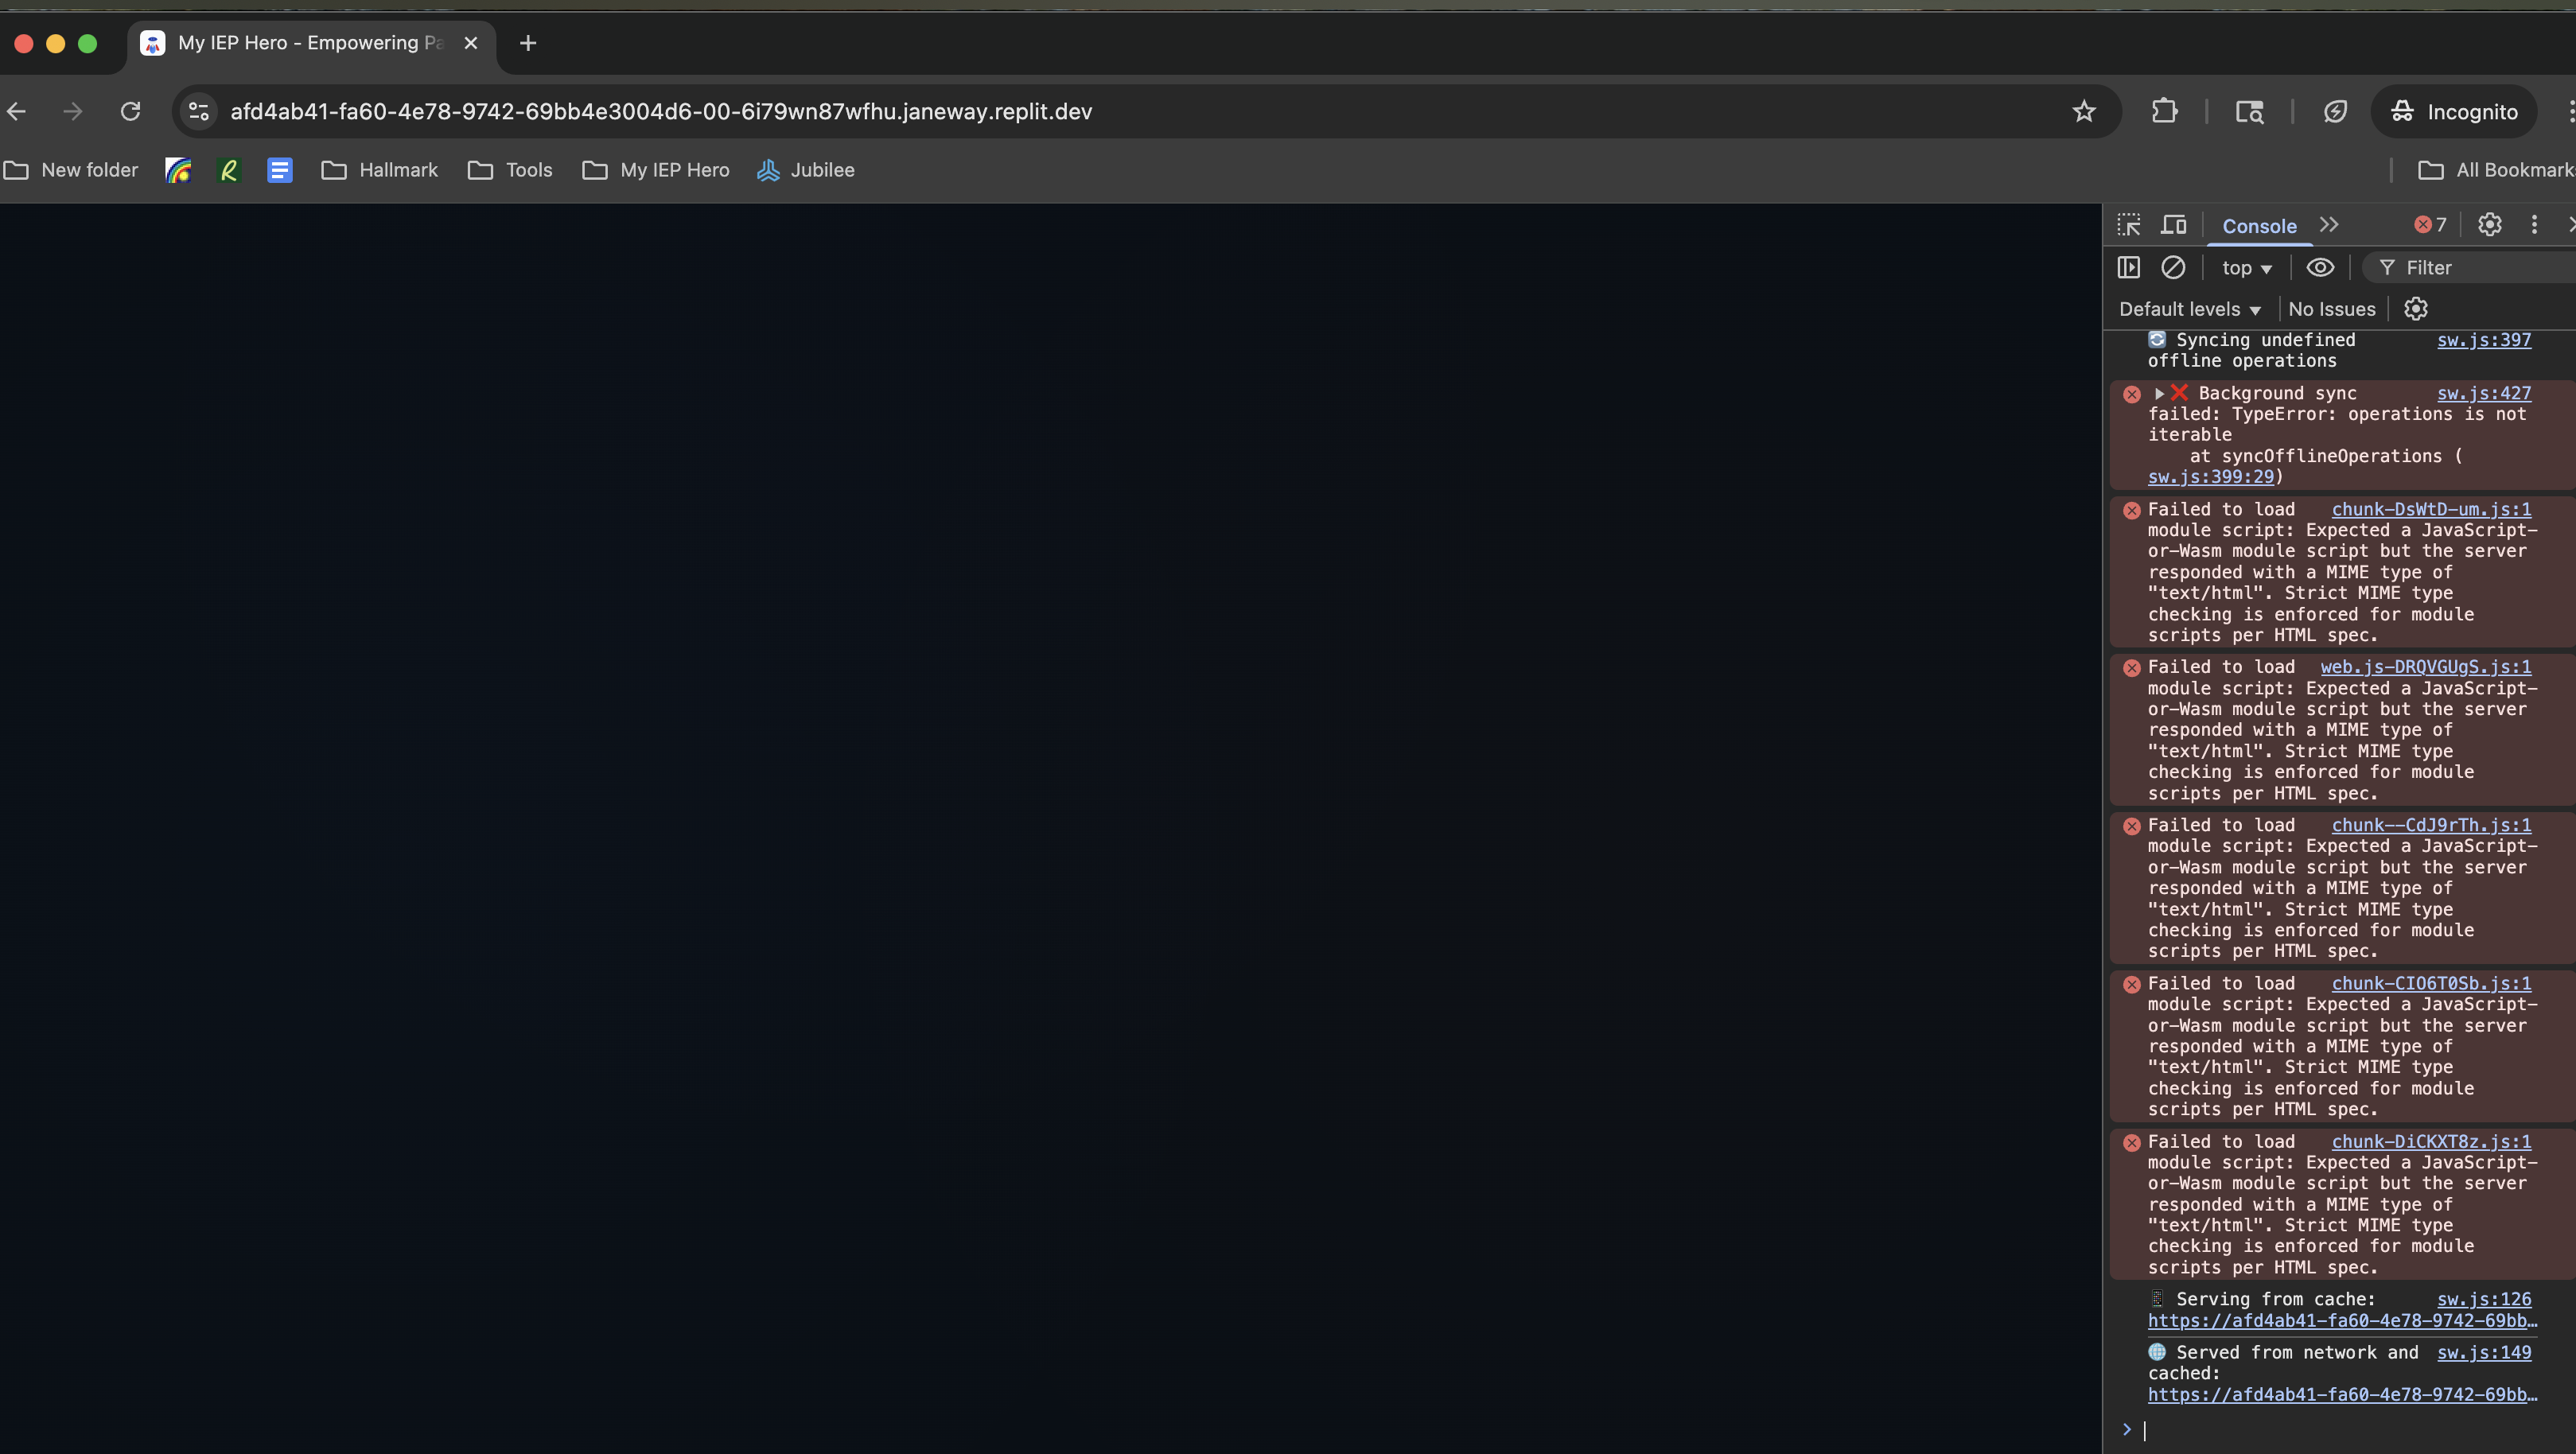 My IEP Hero - Empowering Pa
afd4ab41-fa60-4e78-9742-69bb4e3004d6-00-6i79wn87wfhu.janeway.replit.dev
Incognito
New folder
R
Hallmark
Tools
My IEP Hero
Jubilee
All Bookmark
Console
7
top
Filter
Default levels
No Issues
Syncing undefined sw.js:397
offline operations
Background sync sw.js:427
failed: TypeError: operations is not
iterable
at syncOfflineOperations (
sw.js:399:29)
Failed to load chunk-DsWtD-um.js:1
module script: Expected a JavaScript-
or-Wasm module script but the server
responded with a MIME type of
"text/html". Strict MIME type
checking is enforced for module
scripts per HTML spec.
Failed to load web.js-DRQVGUgS.js:1
module script: Expected a JavaScript-
or-Wasm module script but the server
responded with a MIME type of
"text/html". Strict MIME type
checking is enforced for module
scripts per HTML spec.
Failed to load chunk--CdJ9rTh.js:1
module script: Expected a JavaScript-
or-Wasm module script but the server
responded with a MIME type of
"text/html". Strict MIME type
checking is enforced for module
scripts per HTML spec.
Failed to load chunk-CIO6T0Sb.js:1
module script: Expected a JavaScript-
or-Wasm module script but the server
responded with a MIME type of
"text/html". Strict MIME type
checking is enforced for module
scripts per HTML spec.
Failed to load chunk-DiCKXT8z.js:1
module script: Expected a JavaScript-
or-Wasm module script but the server
responded with a MIME type of
"text/html". Strict MIME type
checking is enforced for module
scripts per HTML spec.
Serving from cache: sw.js:126
https://afd4ab41-fa60-4e78-9742-69bb…
Served from network and sw.js:149
cached:
https://afd4ab41-fa60-4e78-9742-69bb…